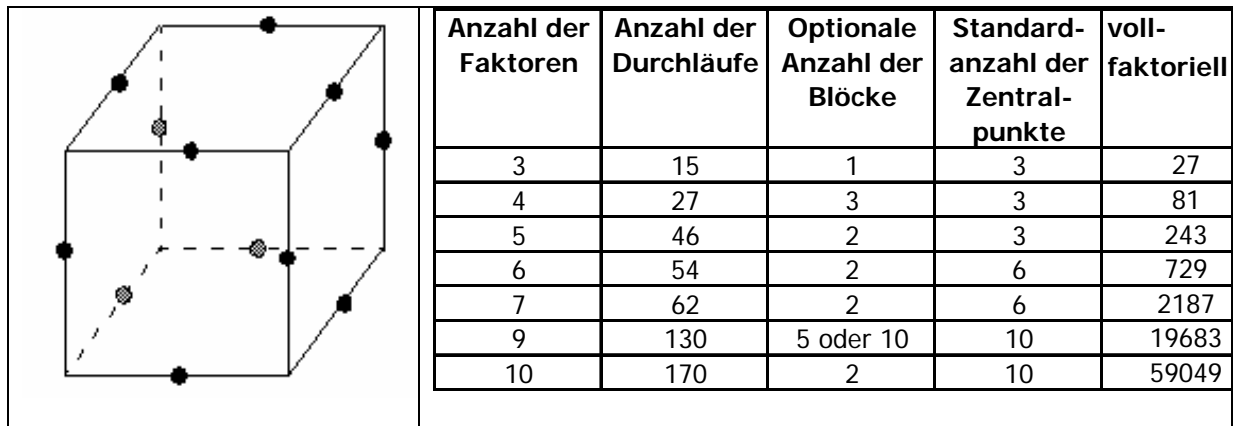 Anzahl der Faktoren | Anzahl der Durchläufe | Optionale Anzahl der Blöcke | Standard-anzahl der Zentral-punkte | voll-faktoriell
3 | 15 | 1 | 3 | 27
4 | 27 | 3 | 3 | 81
5 | 46 | 2 | 3 | 243
6 | 54 | 2 | 6 | 729
7 | 62 | 2 | 6 | 2187
9 | 130 | 5 oder 10 | 10 | 19683
10 | 170 | 2 | 10 | 59049